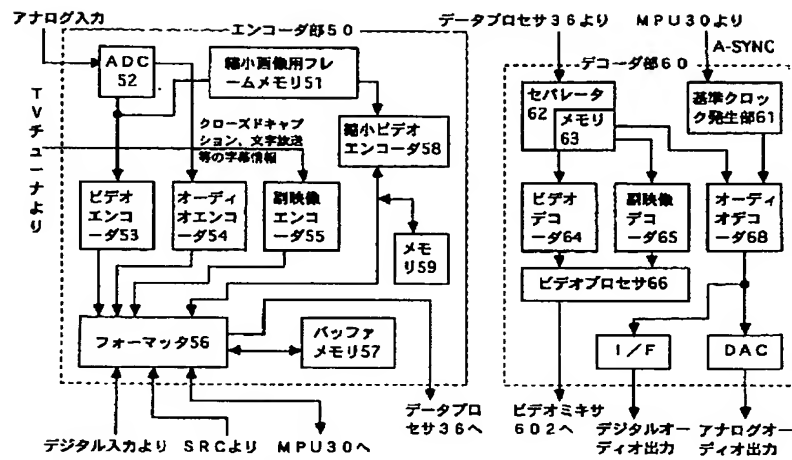 エンコーダ部50
アナログ入力
ADC
52
縮小画像用フレ
ームメモリ51
TVチューナより
クローズドキャプ
ション、文字放送
等の字幕情報
縮小ビデオ
エンコーダ58
ビデオ
エンコ
ーダ53
オーデ
ィオエンコ
ーダ54
副映像
エンコ
ーダ55
メモ
リ59
フォーマッタ56
バッファ
メモリ57
デジタル入力より
SRCより
MPU30へ
データプロ
セサ36へ
データプロセサ36より
MPU30より
A-SYNC
デコーダ部60
セパレータ
62
メモリ
63
基準クロッ
ク発生部61
ビデオ
デコ
ーダ64
副映像
デコ
ーダ65
オーデ
ィオデコ
ーダ68
ビデオプロセサ66
I/F
DAC
ビデオミキサ
602へ
デジタルオー
ディオ出力
アナログオー
ディオ出力